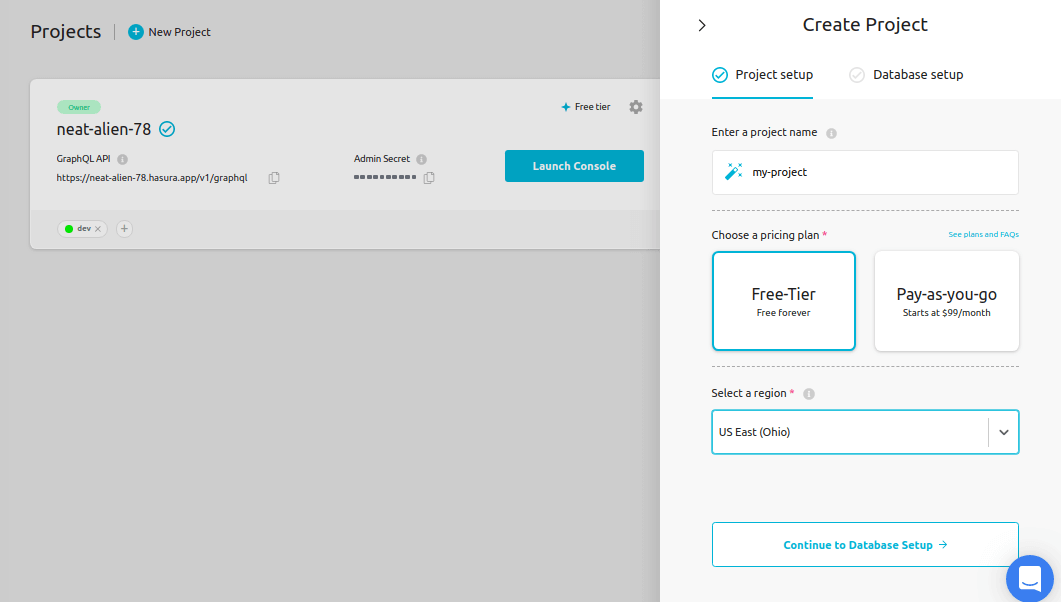 Projects
New Project
Owner
Free tier
neat-alien-78
GraphQL API
Admin Secret
https://neat-alien-78.hasura.app/v1/graphql
Launch Console
dev
Create Project
Project setup
Database setup
Enter a project name
my-project
Choose a pricing plan *
See plans and FAQs
Free-Tier
Free forever
Pay-as-you-go
Starts at $99/month
Select a region *
US East (Ohio)
Continue to Database Setup →